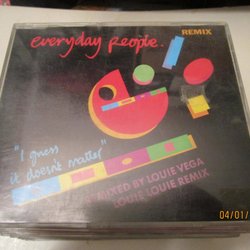 REMIX
everyday people.
"I guess
it doesn't matter"
REMIXED BY LOUIE VEGA
LOUIE LOUIE REMIX
04/01/